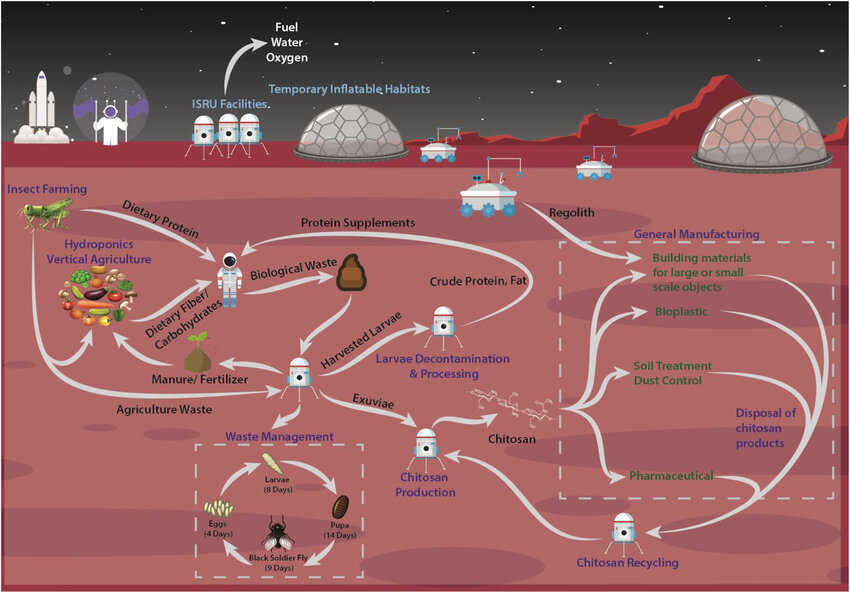 Fuel
Water
Oxygen
ISRU Facilities.
Temporary Inflatable Habitats
Insect Farming
Dietary Protein
Hydroponics
Vertical Agriculture
Dietary Fiber/
Carbohydrates
Biological Waste
Protein Supplements
Crude Protein, Fat
Regolith
General Manufacturing
Building materials
for large or small
scale objects
Bioplastic
Soil Treatment
Dust Control
Pharmaceutical
Disposal of
chitosan
products
Harvested Larvae
Larvae Decontamination
& Processing
Manure/ Fertilizer
Agriculture Waste
Exuviae
Chitosan
Chitosan
Production
Waste Management
Larvae
(8 Days)
Eggs
(4 Days)
Pupa
(14 Days)
Black Soldier Fly
(9 Days)
Chitosan Recycling